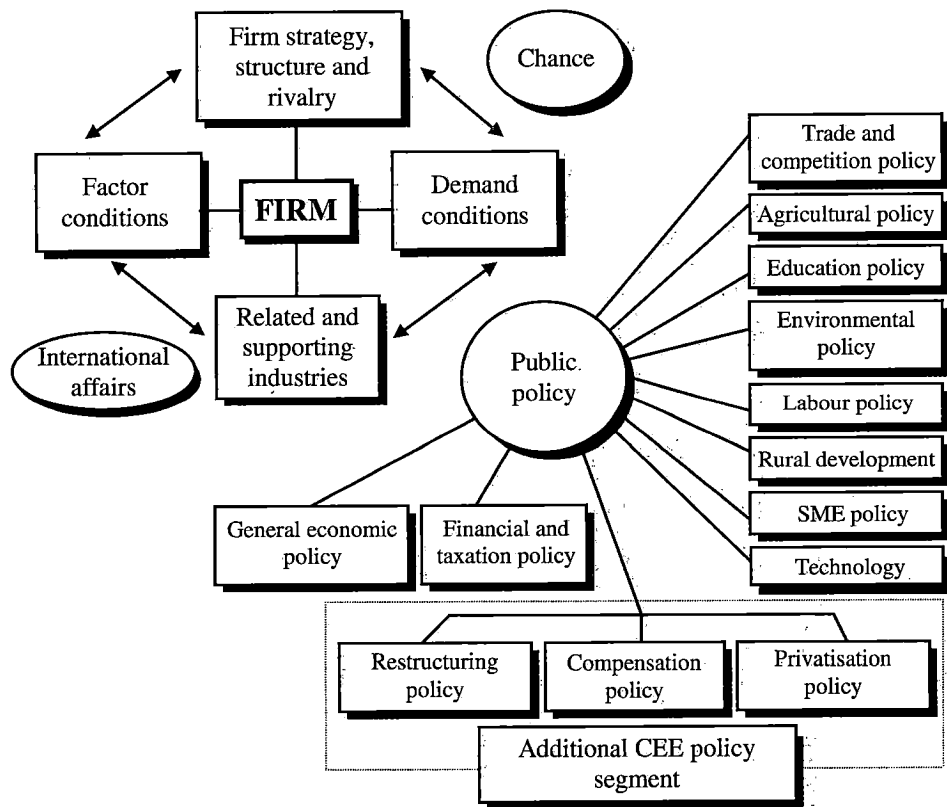 Firm strategy,
structure and
rivalry
Chance
Factor
conditions
FIRM
Demand
conditions
Related and
supporting
industries
International
affairs
Public
policy
Trade and
competition policy
Agricultural policy
Education policy
Environmental
policy
Labour policy
Rural development
SME policy
Technology
General economic
policy
Financial and
taxation policy
Restructuring
policy
Compensation
policy
Privatisation
policy
Additional CEE policy
segment